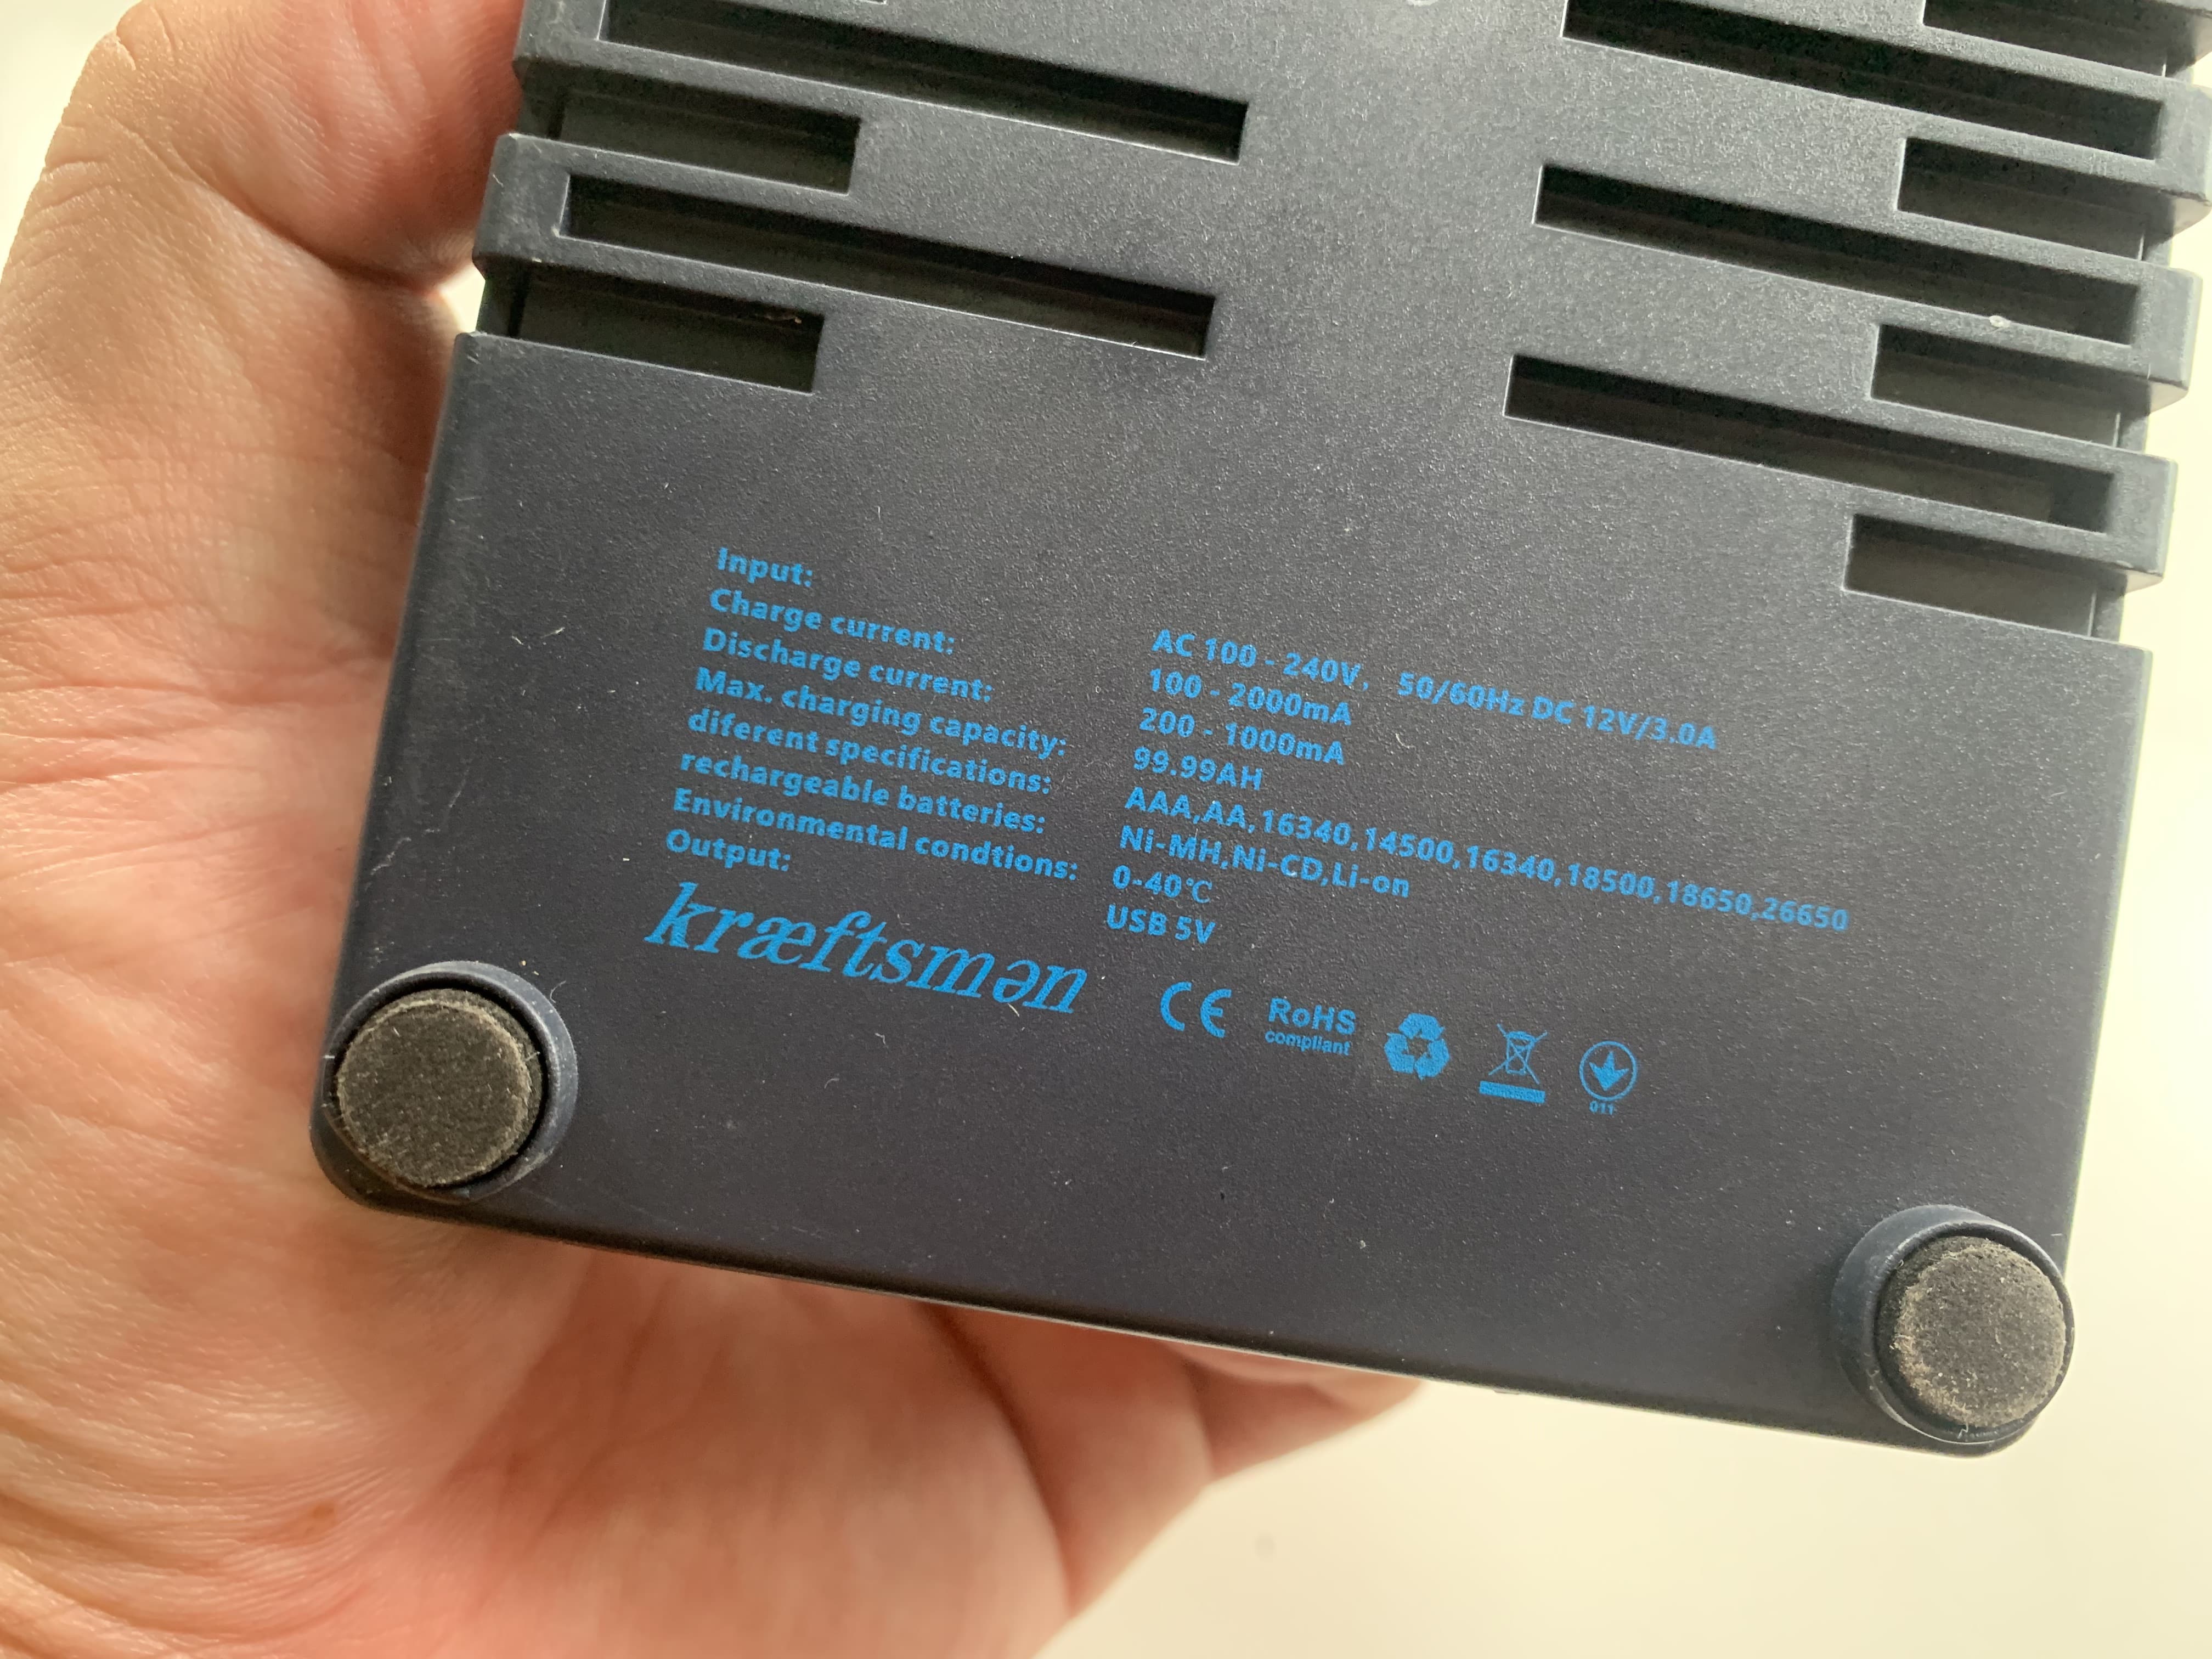 Input: AC 100 - 240V, 50/60Hz DC 12V/3.0A
Charge current: 100 - 2000mA
Discharge current: 200 - 1000mA
Max. charging capacity: 99.99AH
diferent specifications: AAA,AA,16340,14500,16340,18500,18650,26650
rechargeable batteries: Ni-MH,Ni-CD,Li-on
Environmental condtions: 0-40℃
Output: USB 5V
kræftsmən
CE RoHS
compliant
011